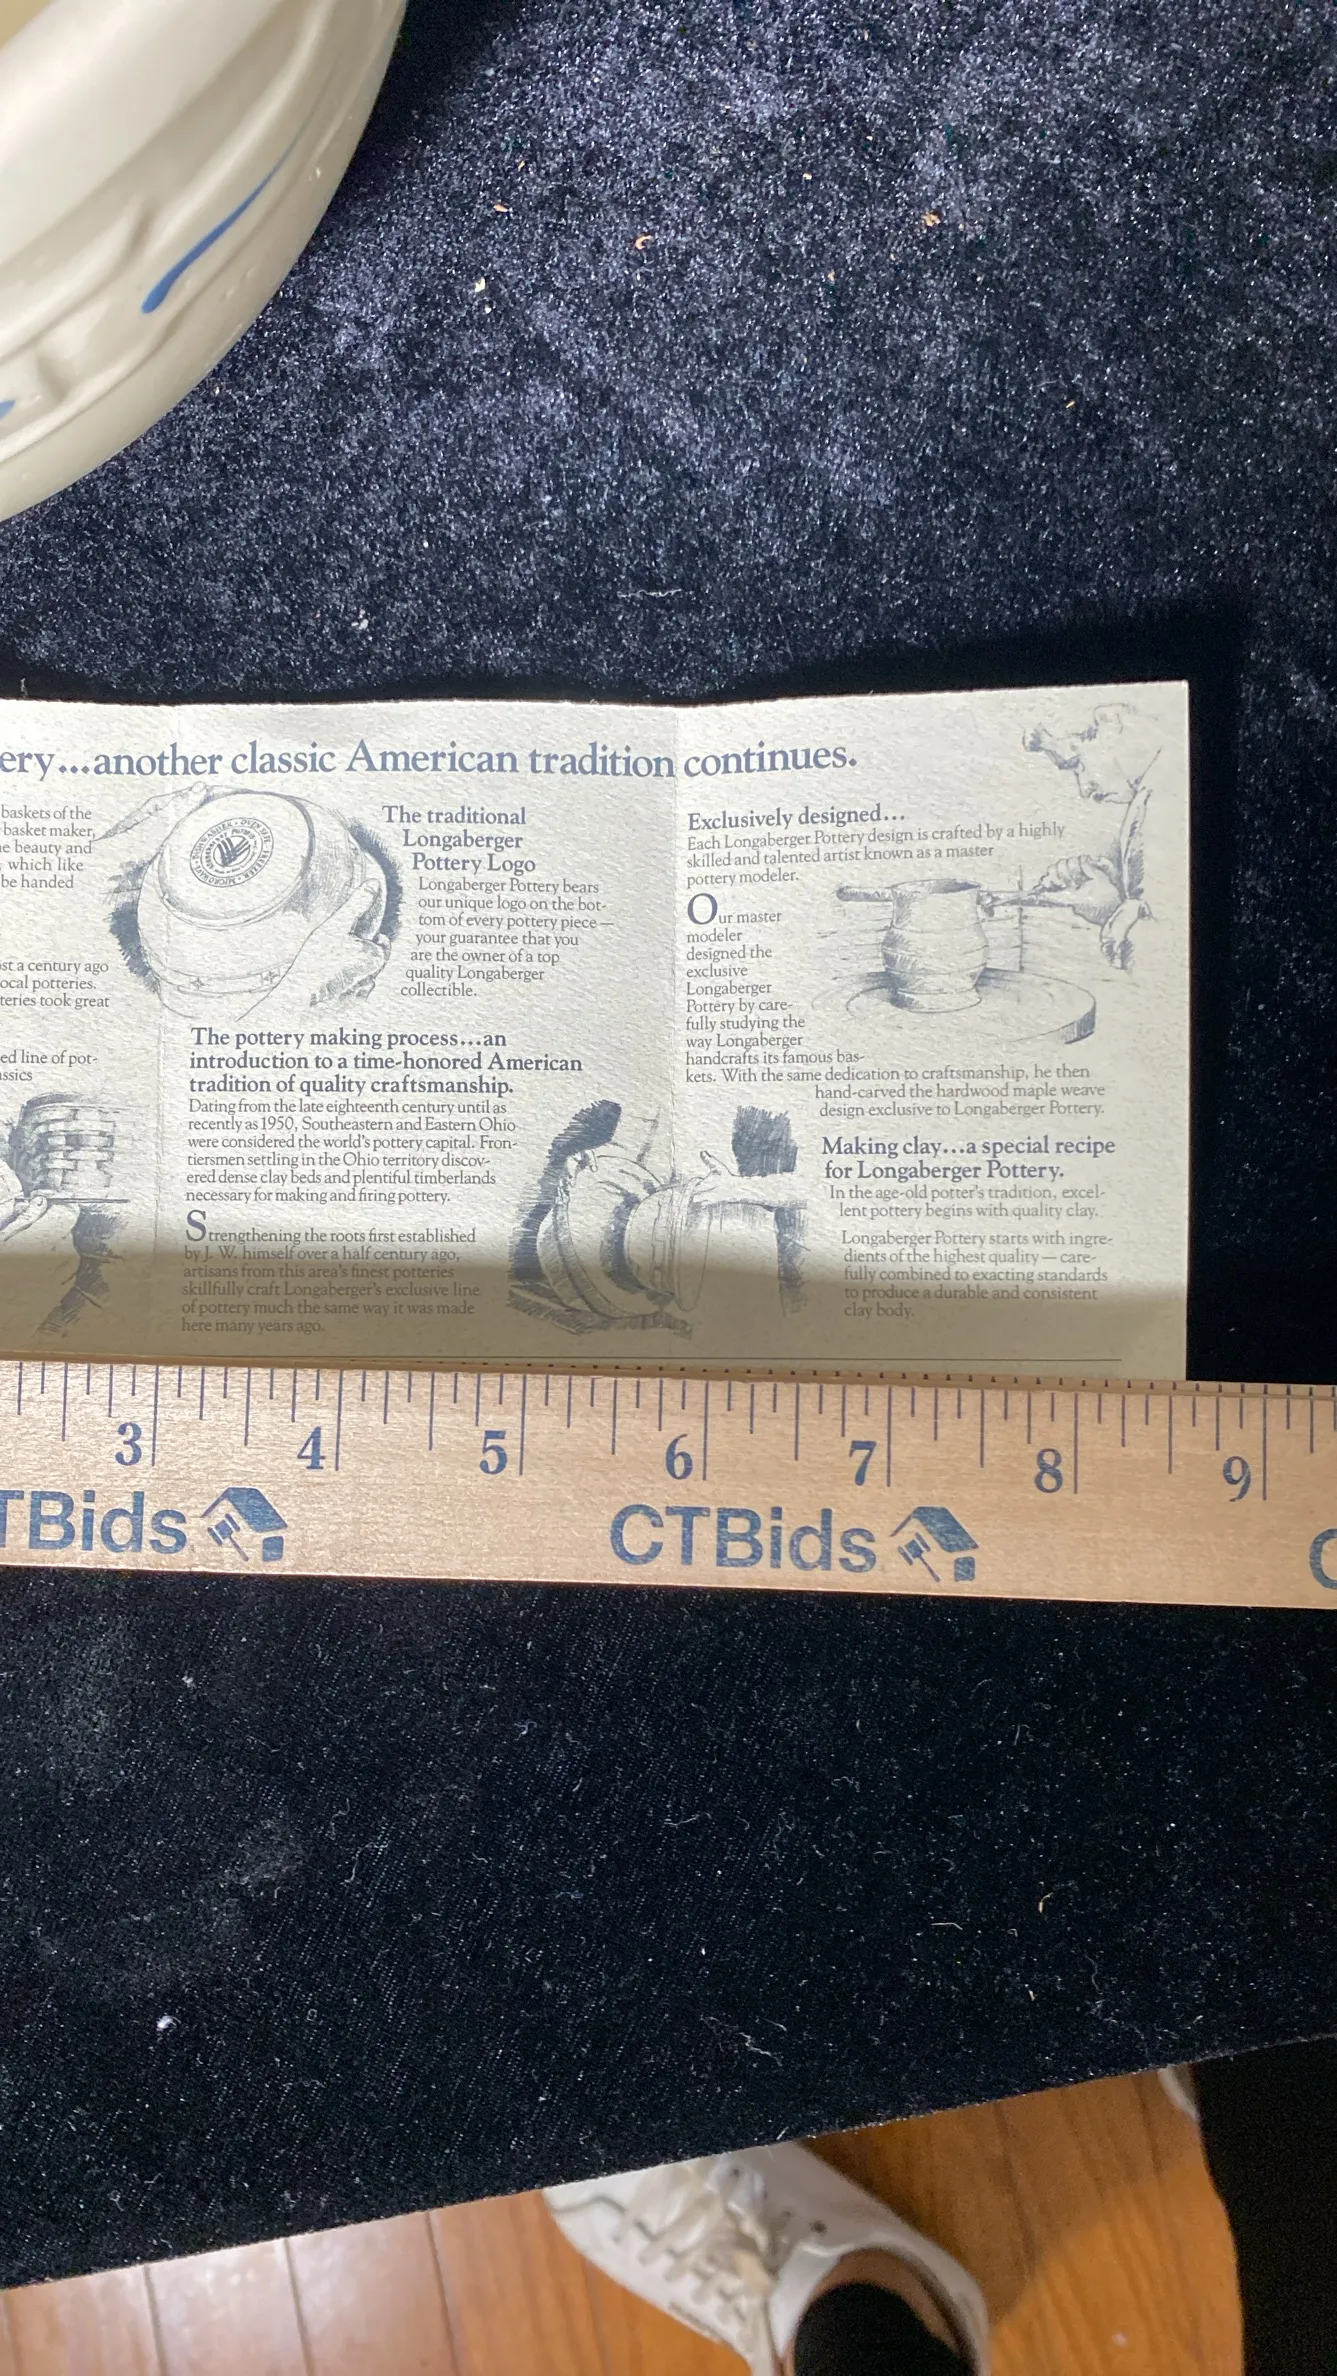 ery...another classic American tradition continues.
baskets of the
basket maker,
e beauty and
which like
be handed
st a century ago
ocal potteries.
teries took great
ed line of pot-
ssics
The traditional
Longaberger
Pottery Logo
Longaberger Pottery bears
our unique logo on the bot-
tom of every pottery piece —
your guarantee that you
are the owner of a top
quality Longaberger
collectible.
The pottery making process...an
introduction to a time-honored American
tradition of quality craftsmanship.
Dating from the late eighteenth century until as
recently as 1950, Southeastern and Eastern Ohio
were considered the world's pottery capital. Fron-
tiersmen settling in the Ohio territory discov-
ered dense clay beds and plentiful timberlands
necessary for making and firing pottery.
Strengthening the roots first established
by J. W. himself over a half century ago,
artisans from this area's finest potteries
skillfully craft Longaberger's exclusive line
of pottery much the same way it was made
here many years ago.
Exclusively designed...
Each Longaberger Pottery design is crafted by a highly
skilled and talented artist known as a master
pottery modeler.
Our master
modeler
designed the
exclusive
Longaberger
Pottery by care-
fully studying the
way Longaberger
handcrafts its famous bas-
kets. With the same dedication to craftsmanship, he then
hand-carved the hardwood maple weave
design exclusive to Longaberger Pottery.
Making clay...a special recipe
for Longaberger Pottery.
In the age-old potter's tradition, excel-
lent pottery begins with quality clay.
Longaberger Pottery starts with ingre-
dients of the highest quality — care-
fully combined to exacting standards
to produce a durable and consistent
clay body.
3 4 5 6 7 8 9
TBids CTBids C